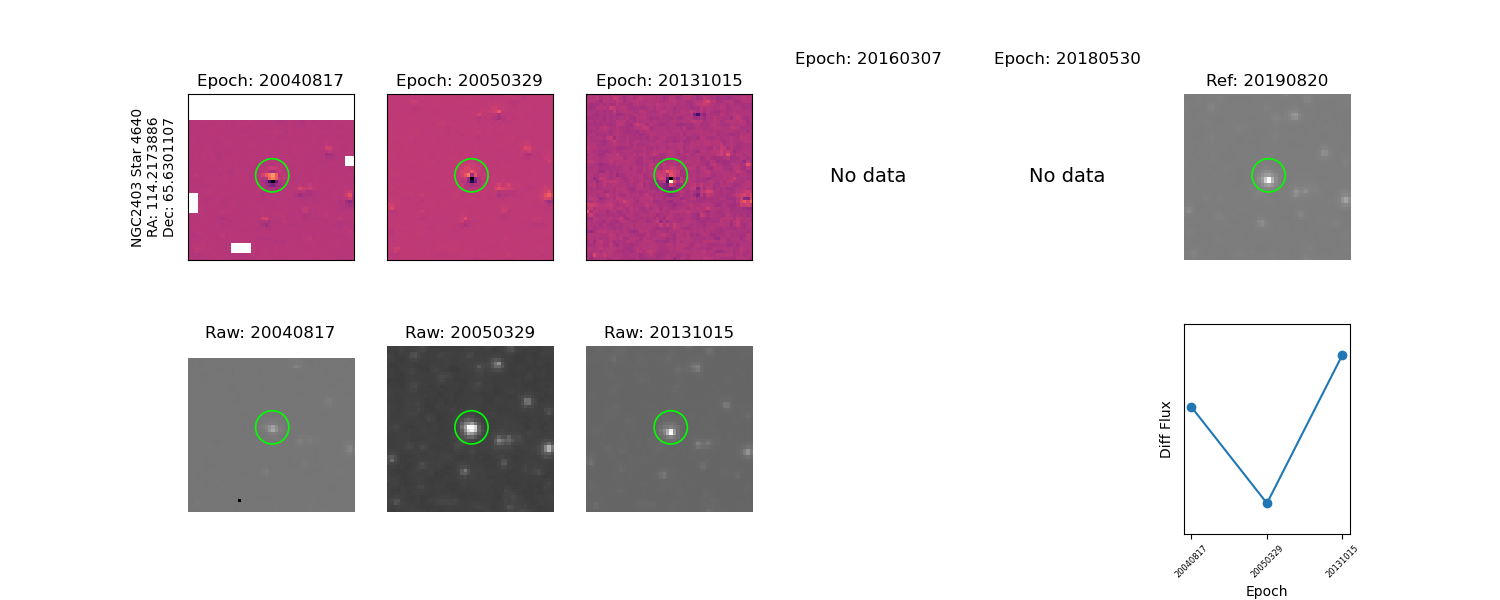 Epoch: 20040817
Epoch: 20050329
Epoch: 20131015
Epoch: 20160307
Epoch: 20180530
Ref: 20190820
NGC2403 Star 4640
RA: 114.2173886
Dec: 65.6301107
No data
No data
Raw: 20040817
Raw: 20050329
Raw: 20131015
Diff Flux
20040817
20050329
20131015
Epoch